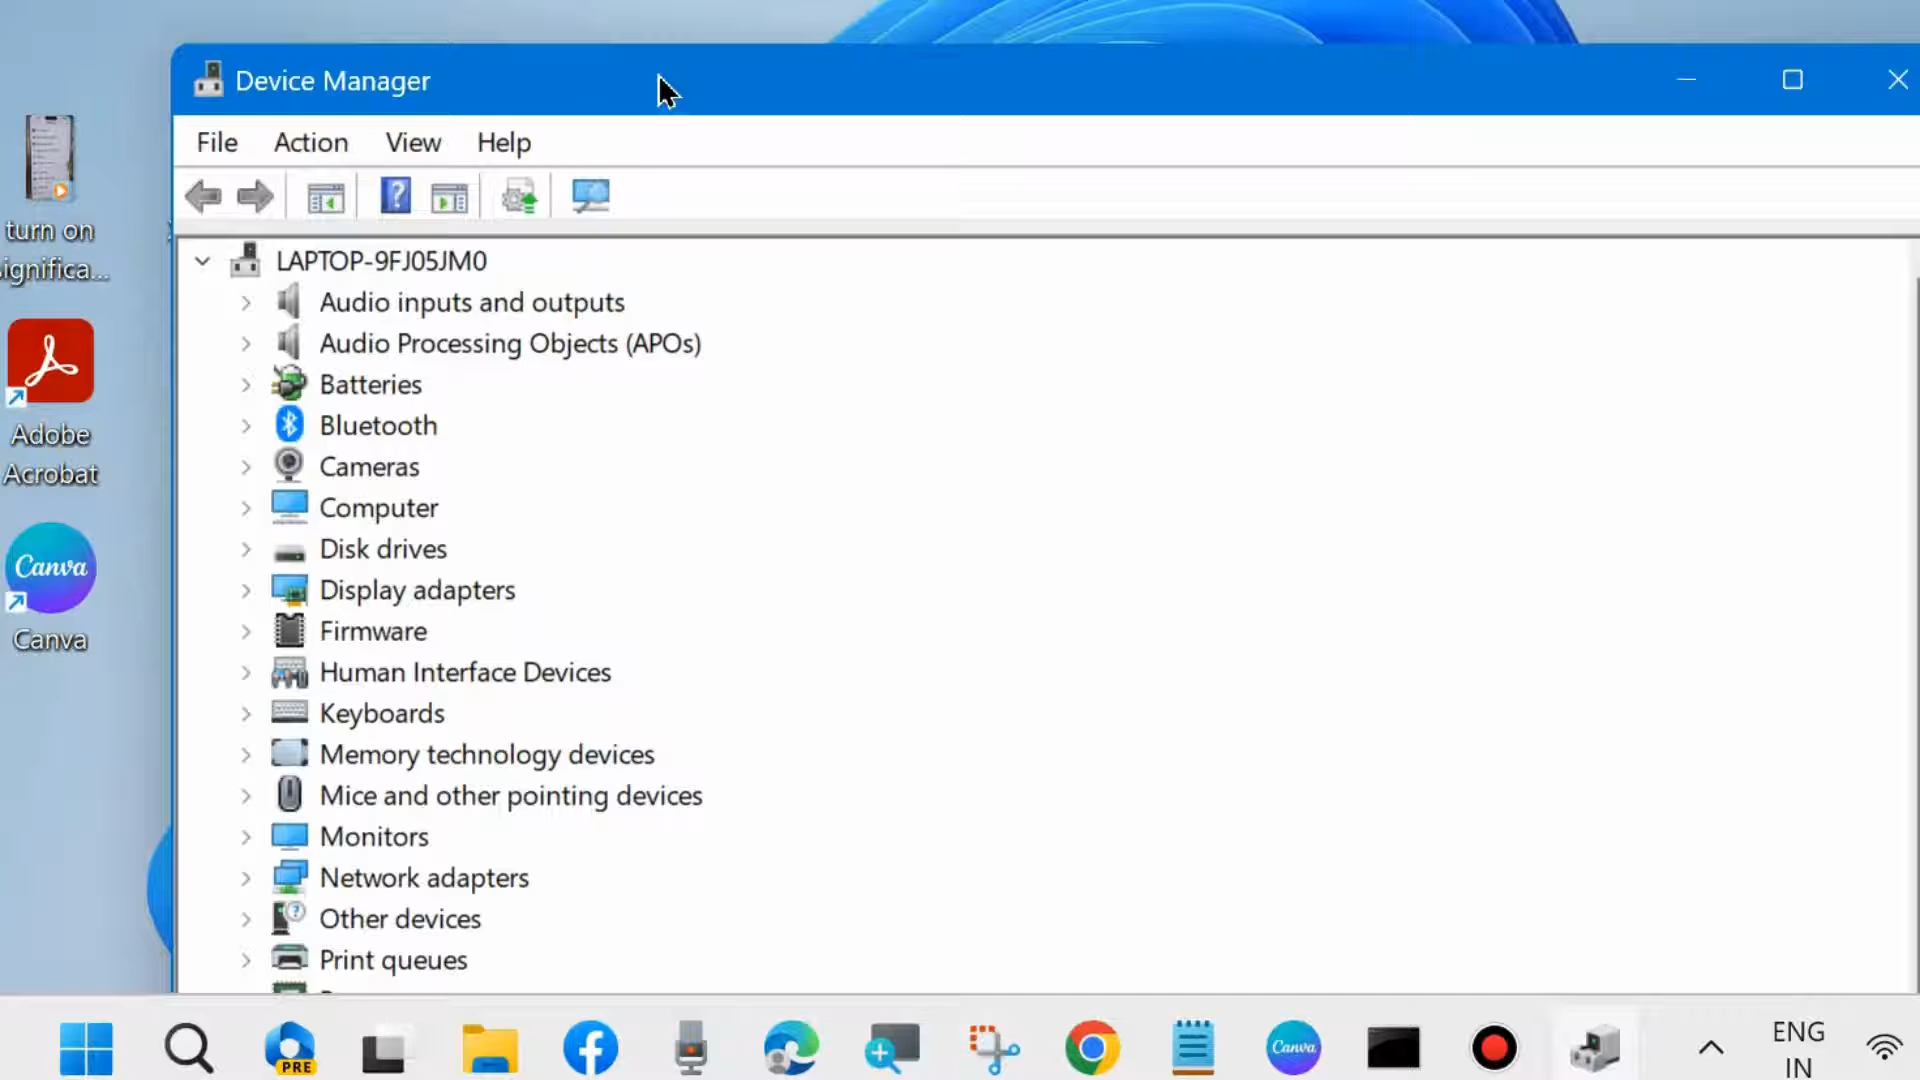 Device Manager
File Action View Help
LAPTOP-9FJ05JM0
Audio inputs and outputs
Audio Processing Objects (APOs)
Batteries
Bluetooth
Cameras
Computer
Disk drives
Display adapters
Firmware
Human Interface Devices
Keyboards
Memory technology devices
Mice and other pointing devices
Monitors
Network adapters
Other devices
Print queues
turn on
ignifica...
Adobe
Acrobat
Canva
Canva
PRE
Canva
ENG
IN